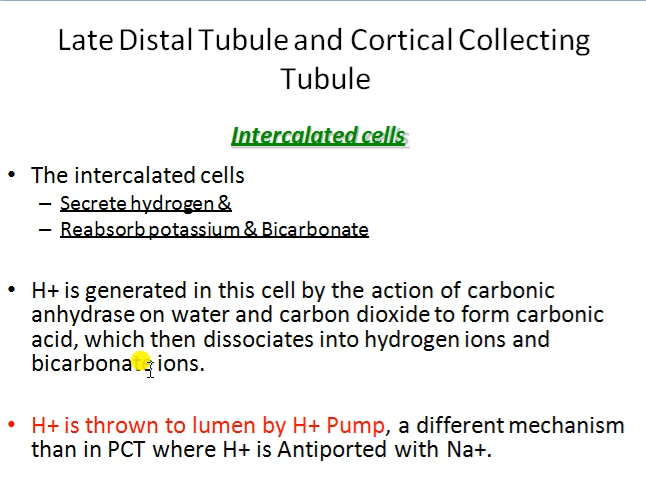 Late Distal Tubule and Cortical Collecting
Tubule
Intercalated cells
• The intercalated cells
– Secrete hydrogen &
– Reabsorb potassium & Bicarbonate
• H+ is generated in this cell by the action of carbonic
anhydrase on water and carbon dioxide to form carbonic
acid, which then dissociates into hydrogen ions and
bicarbonate ions.
• H+ is thrown to lumen by H+ Pump, a different mechanism
than in PCT where H+ is Antiported with Na+.